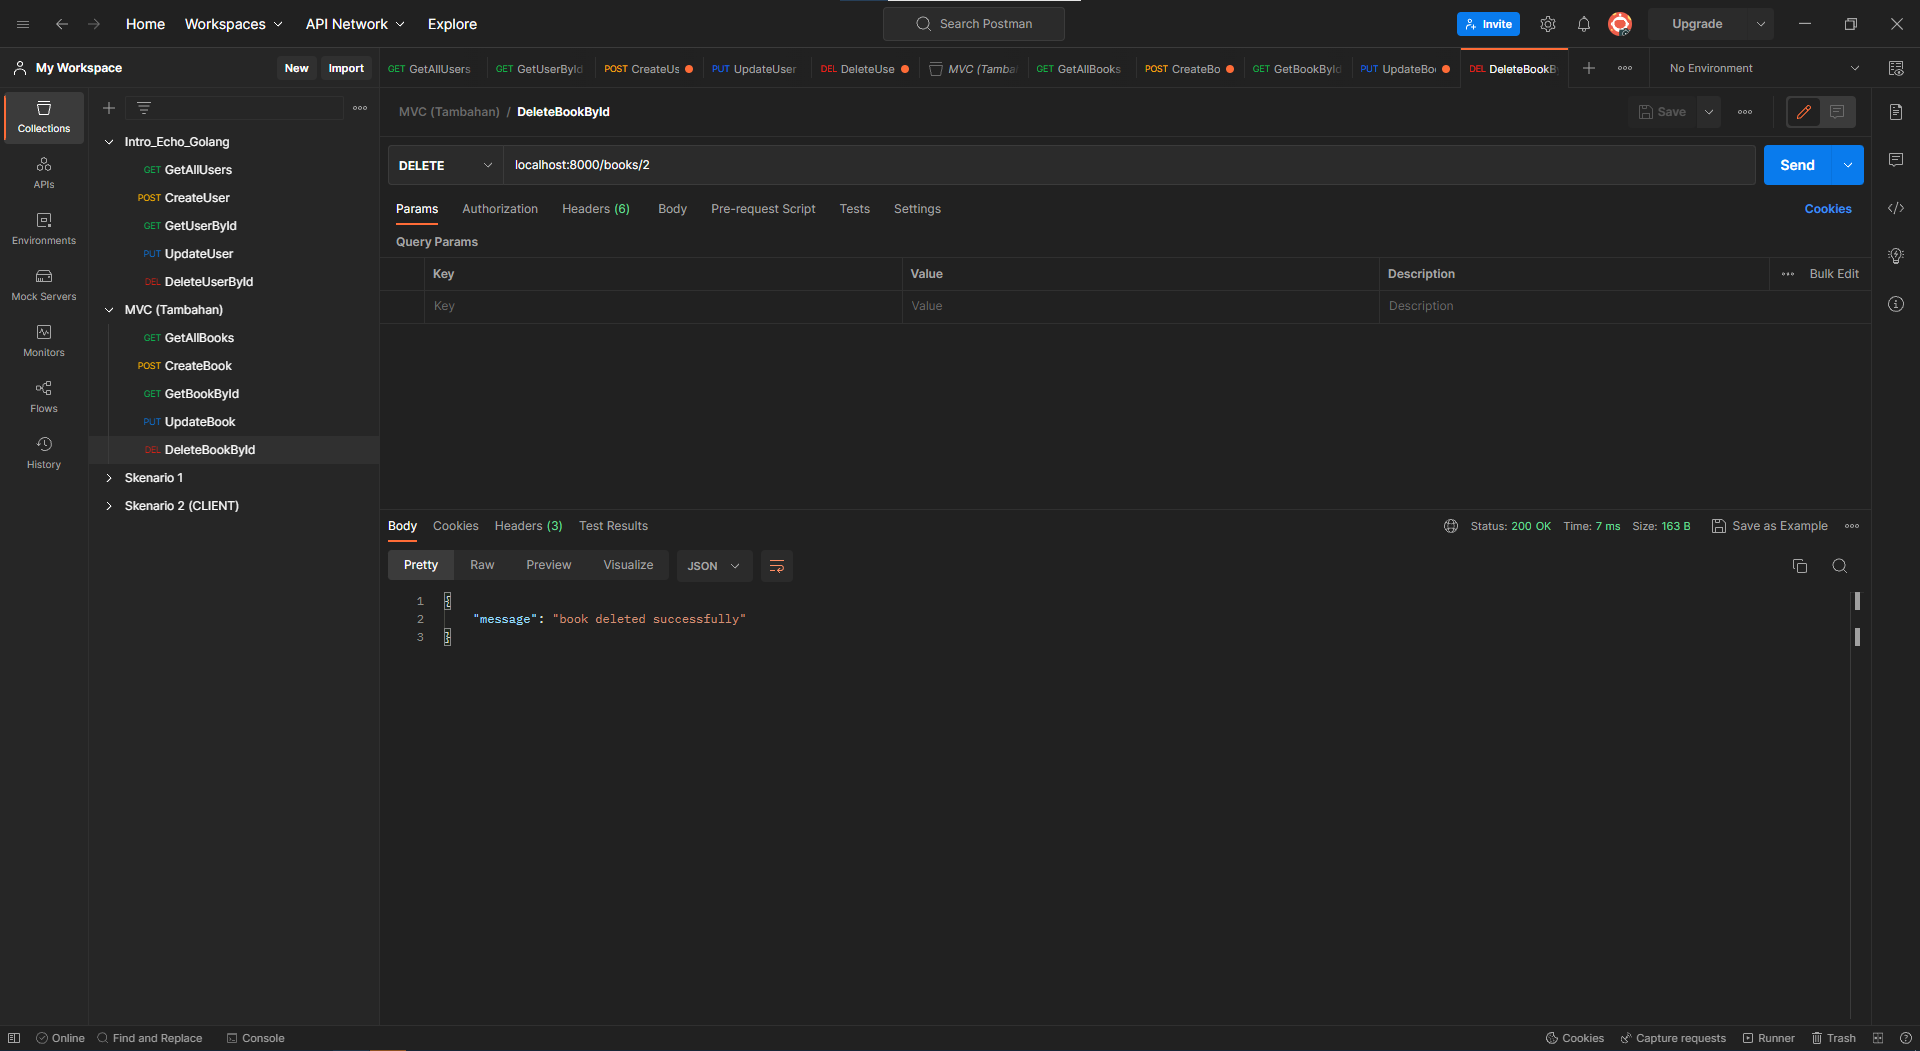 Home Workspaces API Network Explore Search Postman Invite Upgrade
My Workspace New Import
GET GetAllUsers GET GetUserById POST CreateUs PUT UpdateUser DEL DeleteUse MVC (Tambal GET GetAllBooks POST CreateBo GET GetBookById PUT UpdateBo DEL DeleteBookB No Environment
Collections
APIs
Environments
Mock Servers
Monitors
Flows
History
Intro_Echo_Golang
GET GetAllUsers
POST CreateUser
GET GetUserById
PUT UpdateUser
DEL DeleteUserById
MVC (Tambahan)
GET GetAllBooks
POST CreateBook
GET GetBookById
PUT UpdateBook
DEL DeleteBookById
Skenario 1
Skenario 2 (CLIENT)
MVC (Tambahan) / DeleteBookById Save
DELETE localhost:8000/books/2 Send
Params Authorization Headers (6) Body Pre-request Script Tests Settings Cookies
Query Params
Key Value Description Bulk Edit
Key Value Description
Body Cookies Headers (3) Test Results Status: 200 OK Time: 7 ms Size: 163 B Save as Example
Pretty Raw Preview Visualize JSON
1 {
2 "message": "book deleted successfully"
3 }
Online Find and Replace Console Cookies Capture requests Runner Trash